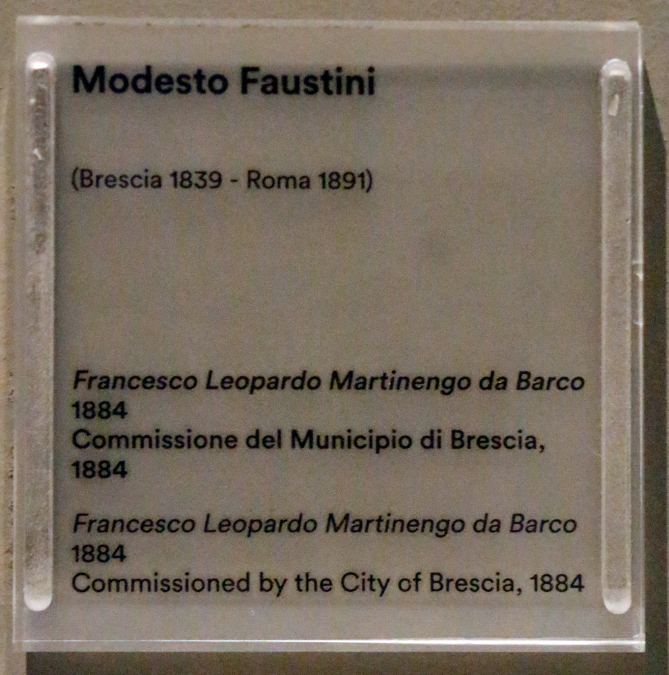 Modesto Faustini
(Brescia 1839 - Roma 1891)
Francesco Leopardo Martinengo da Barco
1884
Commissione del Municipio di Brescia,
1884
Francesco Leopardo Martinengo da Barco
1884
Commissioned by the City of Brescia, 1884